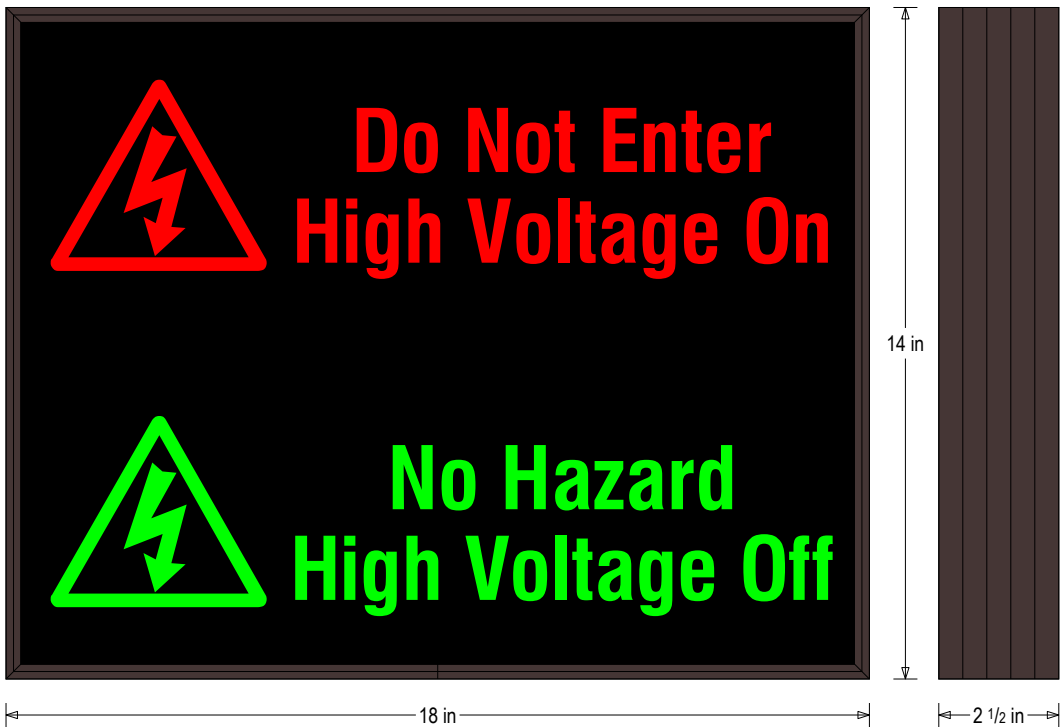 Do Not Enter
High Voltage On
14 in
No Hazard
High Voltage Off
18 in
2 1/2 in